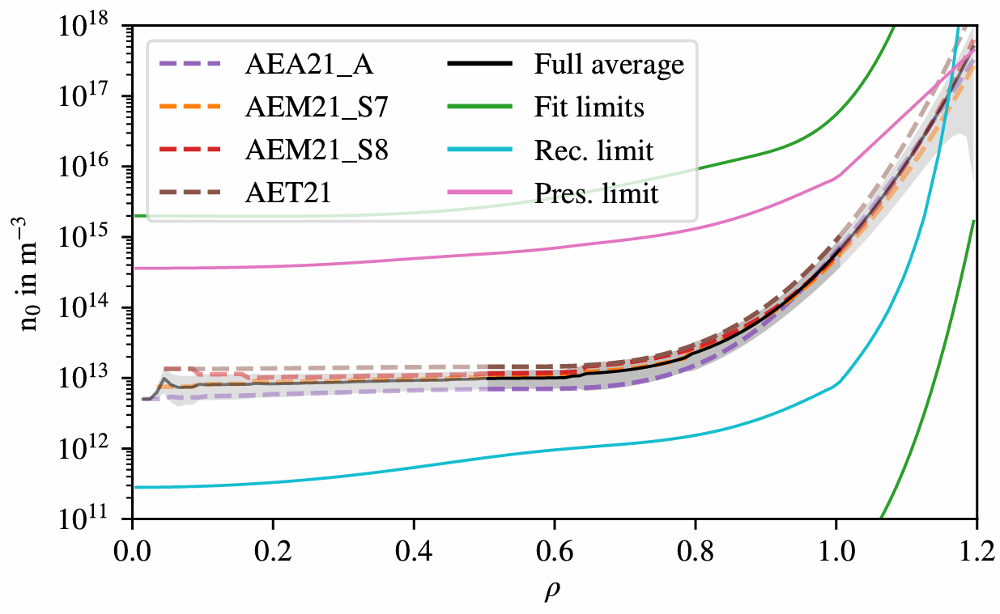 10^18
10^17
10^16
10^15
10^14
10^13
10^12
10^11
n₀ in m⁻³
AEA21_A
AEM21_S7
AEM21_S8
AET21
Full average
Fit limits
Rec. limit
Pres. limit
0.0 0.2 0.4 0.6 0.8 1.0 1.2
ρ